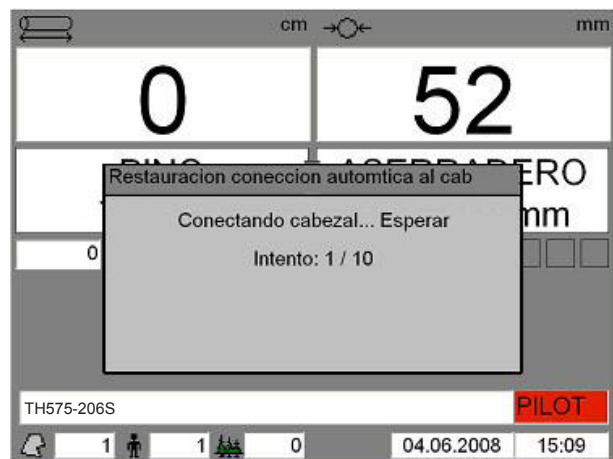 cm mm
0 52
ERO
Restauracion coneccion automtica al cab
mm
Conectando cabezal... Esperar
0
Intento: 1 / 10
TH575-206S PILOT
1 1 0 04.06.2008 15:09